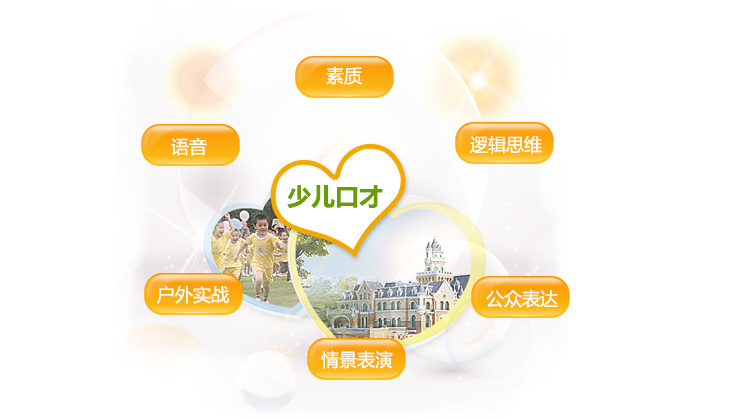 素质
语音
逻辑思维
少儿口才
户外实战
公众表达
情景表演